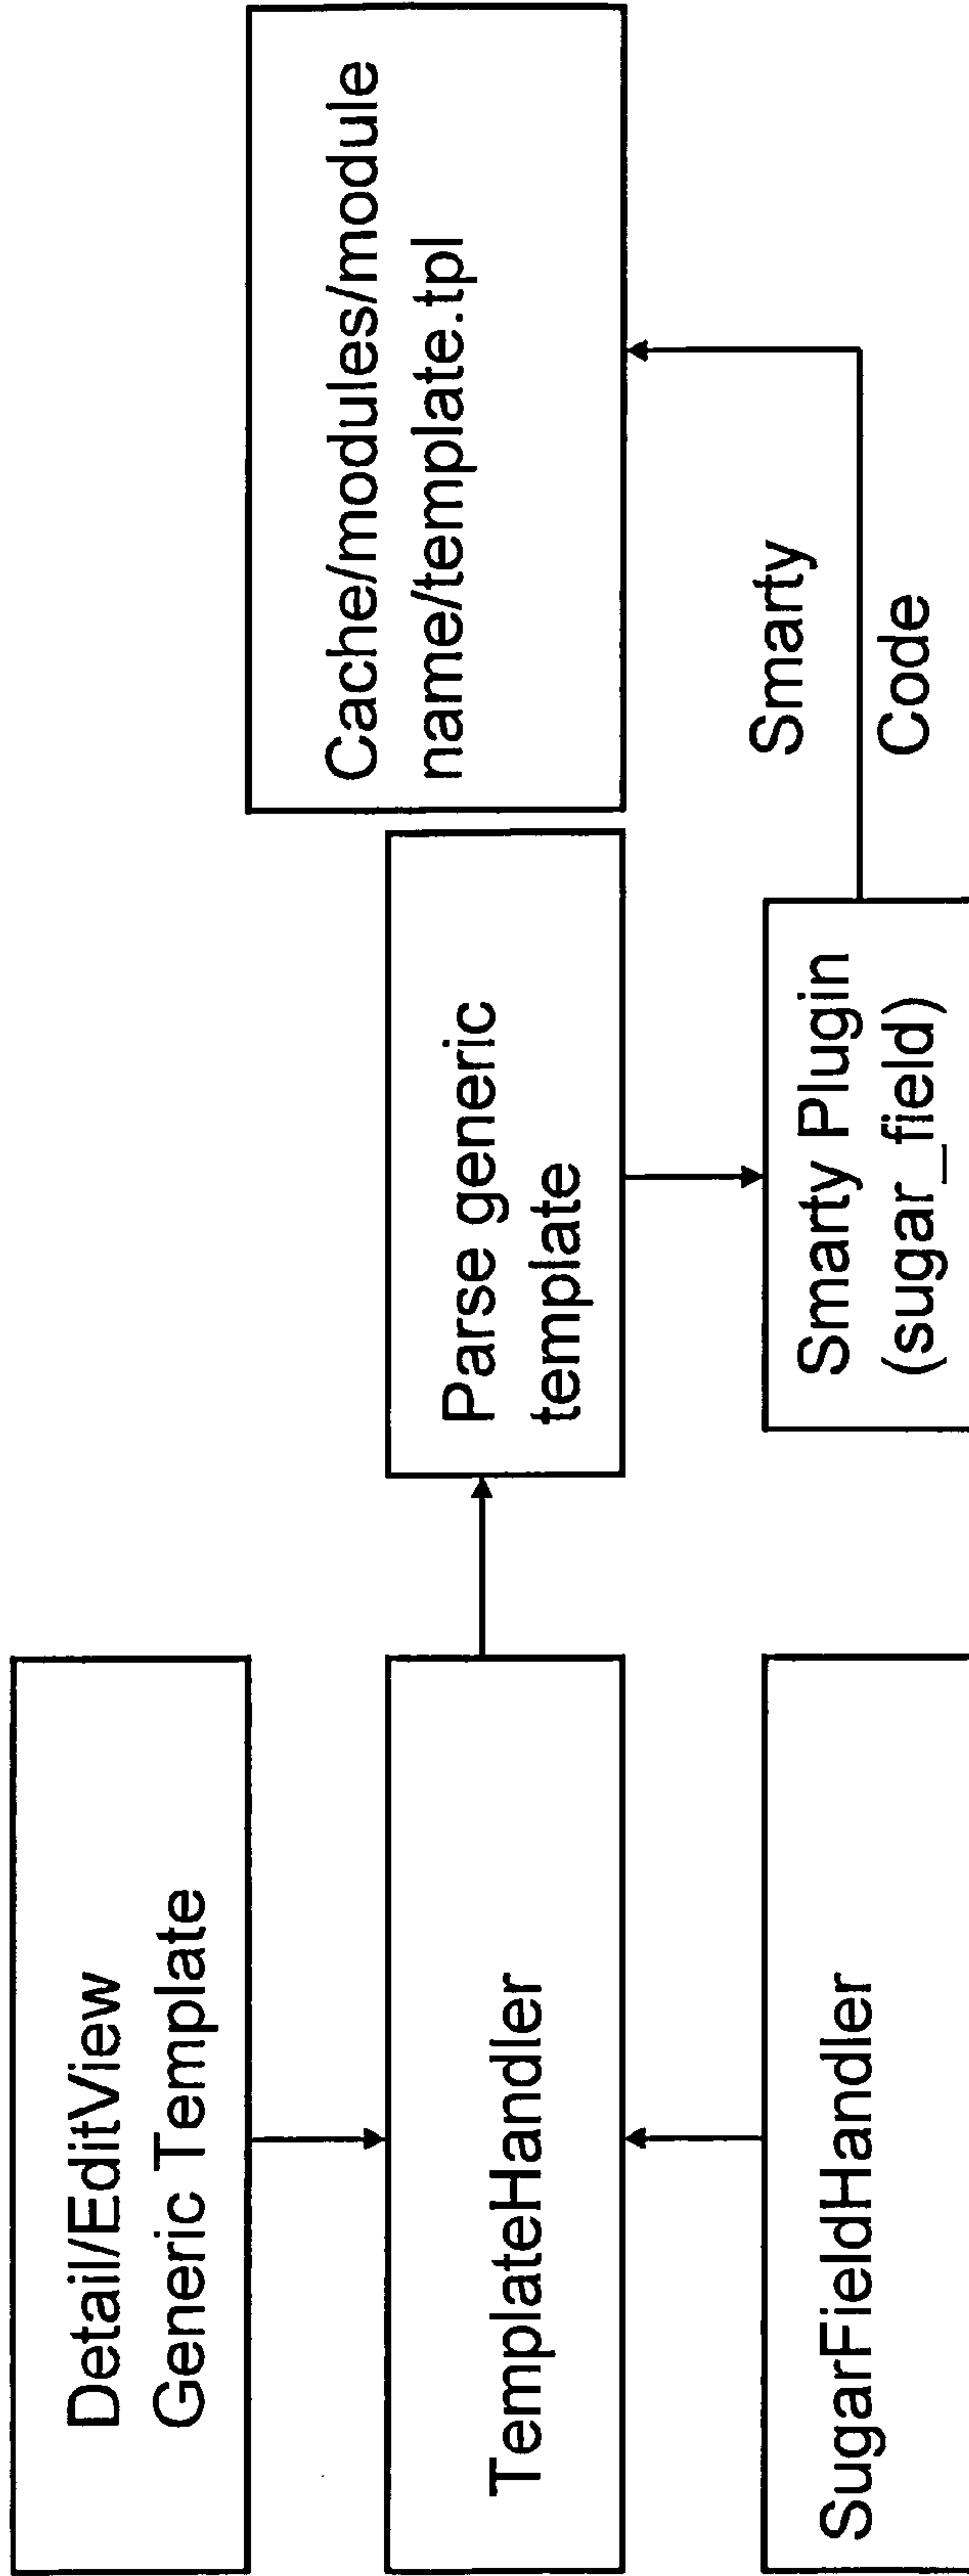 Detail/EditView
Generic Template
TemplateHandler
SugarFieldHandler
Parse generic
template
Smarty Plugin
(sugar_field)
Smarty
Code
Cache/modules/module
name/template.tpl